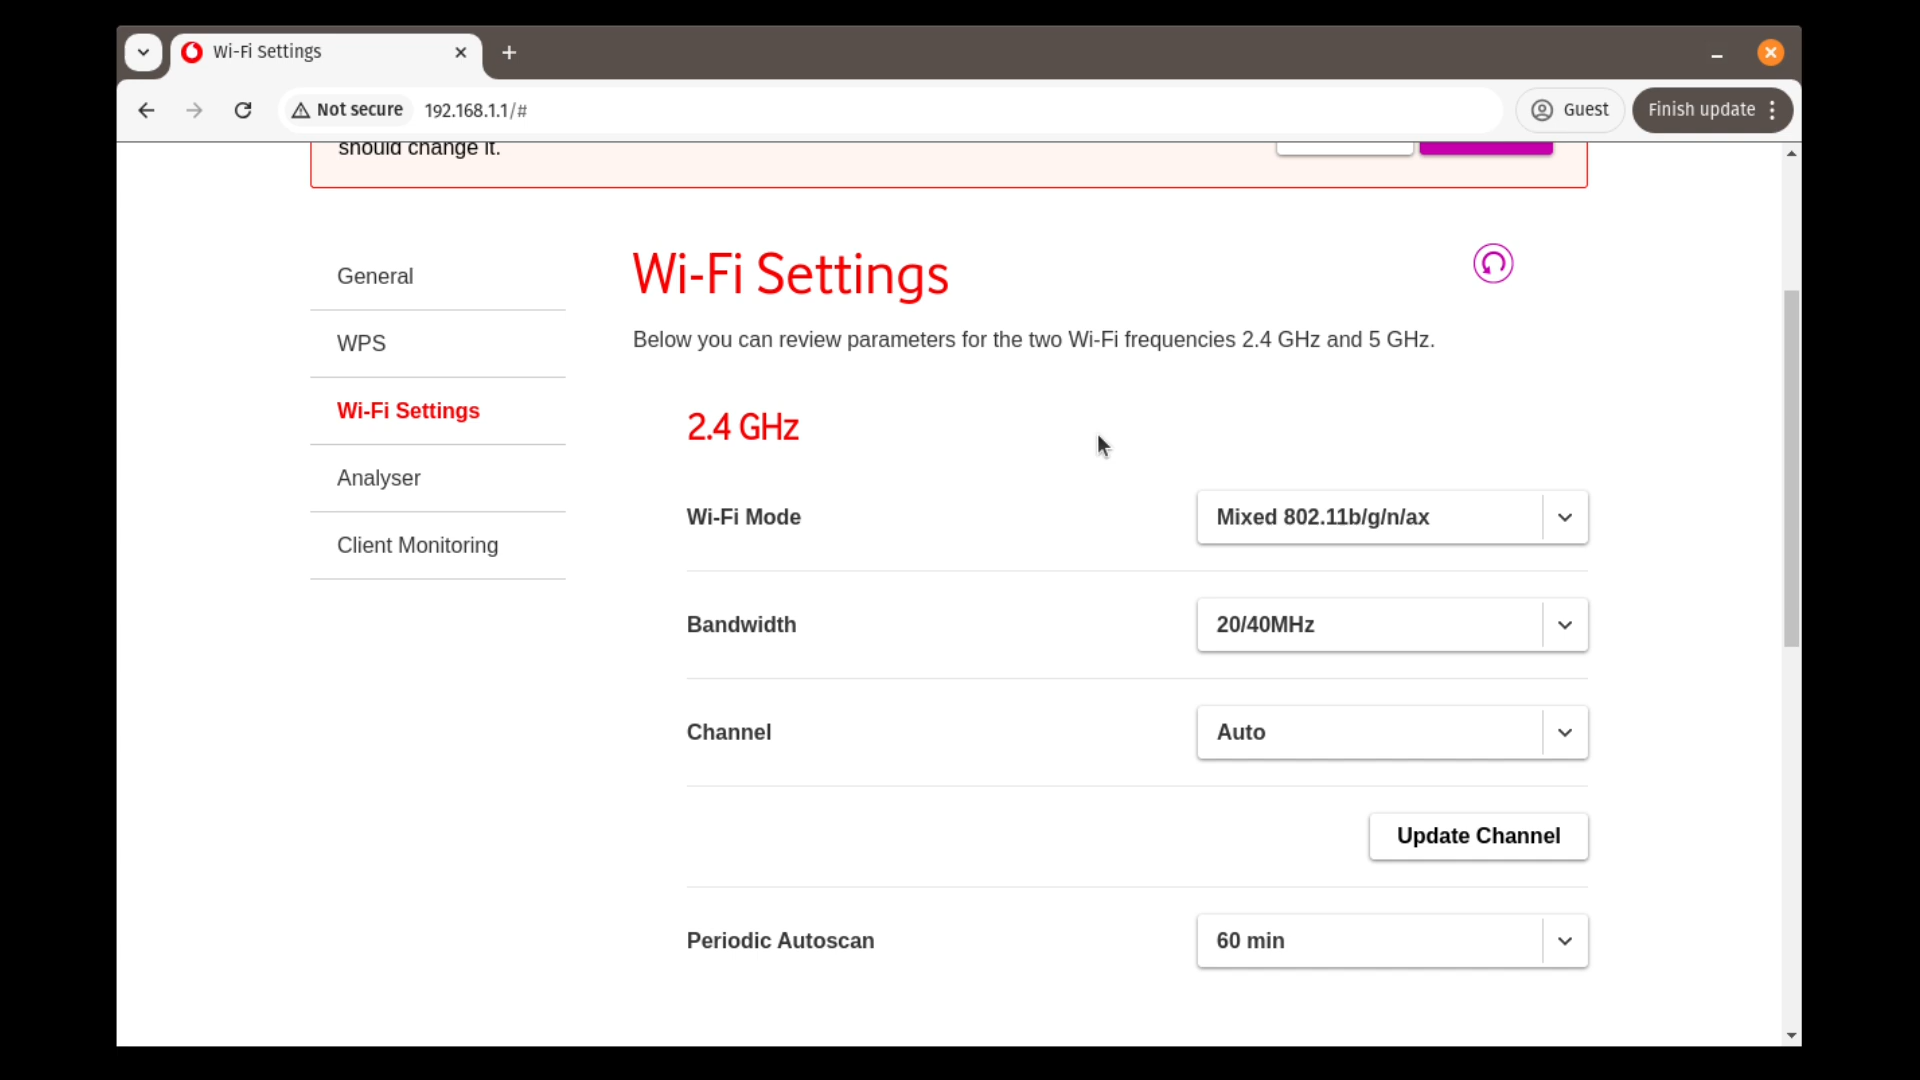 Wi-Fi Settings
Not secure 192.168.1.1/# Guest Finish update
should change it.
General
WPS
Wi-Fi Settings
Analyser
Client Monitoring
Wi-Fi Settings
Below you can review parameters for the two Wi-Fi frequencies 2.4 GHz and 5 GHz.
2.4 GHz
Wi-Fi Mode Mixed 802.11b/g/n/ax
Bandwidth 20/40MHz
Channel Auto
Update Channel
Periodic Autoscan 60 min